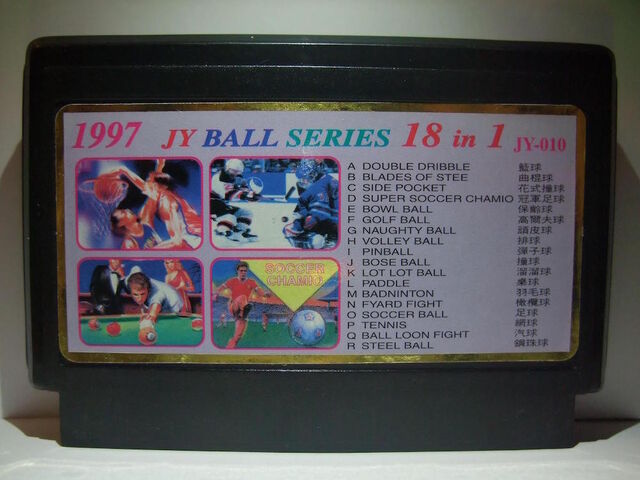 1997 JY BALL SERIES 18 in 1 JY-010
SOCCER
CHAMIO
A DOUBLE DRIBBLE 籃球
B BLADES OF STEE 曲棍球
C SIDE POCKET 花式撞球
D SUPER SOCCER CHAMIO 冠軍足球
E BOWL BALL 保齡球
F GOLF BALL 高爾夫球
G NAUGHTY BALL 頑皮球
H VOLLEY BALL 排球
I PINBALL 彈子球
J BOSE BALL 撞球
K LOT LOT BALL 溜溜球
L PADDLE 桌球
M BADNINTON 羽毛球
N FYARD FIGHT 橄欖球
O SOCCER BALL 足球
P TENNIS 網球
Q BALL LOON FIGHT 汽球
R STEEL BALL 鋼珠球